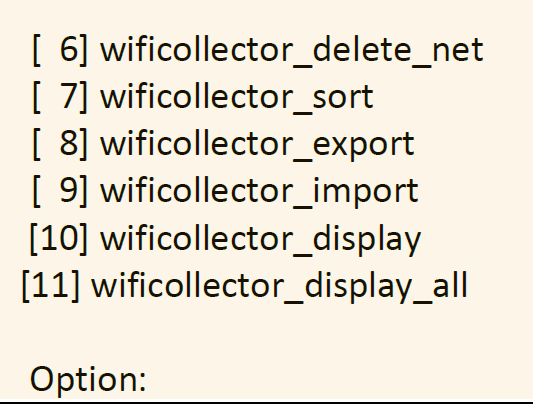 [  6] wificollector_delete_net
[  7] wificollector_sort
[  8] wificollector_export
[  9] wificollector_import
[10] wificollector_display
[11] wificollector_display_all
Option: